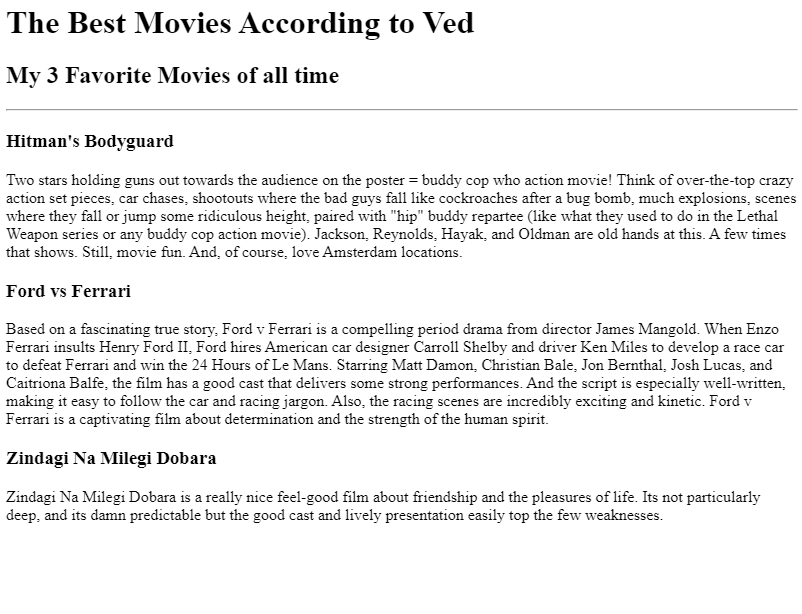 The Best Movies According to Ved
My 3 Favorite Movies of all time
Hitman's Bodyguard
Two stars holding guns out towards the audience on the poster = buddy cop who action movie! Think of over-the-top crazy
action set pieces, car chases, shootouts where the bad guys fall like cockroaches after a bug bomb, much explosions, scenes
where they fall or jump some ridiculous height, paired with "hip" buddy repartee (like what they used to do in the Lethal
Weapon series or any buddy cop action movie). Jackson, Reynolds, Hayak, and Oldman are old hands at this. A few times
that shows. Still, movie fun. And, of course, love Amsterdam locations.
Ford vs Ferrari
Based on a fascinating true story, Ford v Ferrari is a compelling period drama from director James Mangold. When Enzo
Ferrari insults Henry Ford II, Ford hires American car designer Carroll Shelby and driver Ken Miles to develop a race car
to defeat Ferrari and win the 24 Hours of Le Mans. Starring Matt Damon, Christian Bale, Jon Bernthal, Josh Lucas, and
Caitriona Balfe, the film has a good cast that delivers some strong performances. And the script is especially well-written,
making it easy to follow the car and racing jargon. Also, the racing scenes are incredibly exciting and kinetic. Ford v
Ferrari is a captivating film about determination and the strength of the human spirit.
Zindagi Na Milegi Dobara
Zindagi Na Milegi Dobara is a really nice feel-good film about friendship and the pleasures of life. Its not particularly
deep, and its damn predictable but the good cast and lively presentation easily top the few weaknesses.